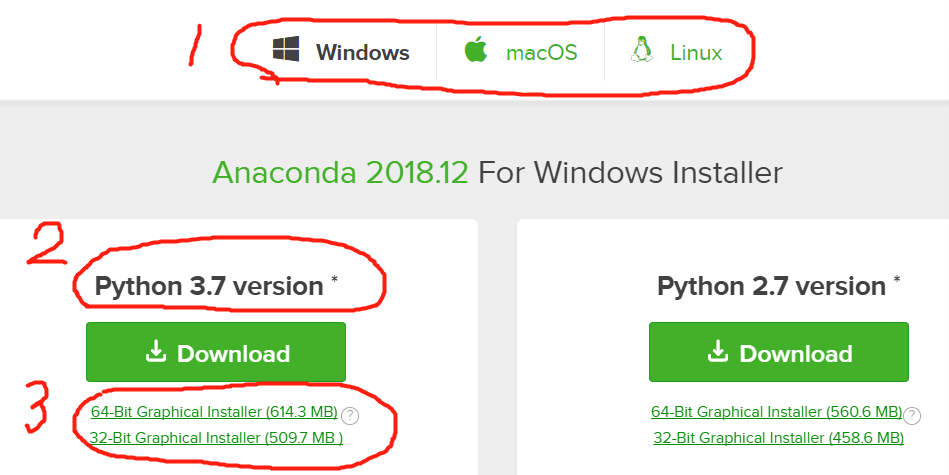 1
Windows macOS Linux
Anaconda 2018.12 For Windows Installer
2
Python 3.7 version * Python 2.7 version *
Download Download
3
64-Bit Graphical Installer (614.3 MB) ? 64-Bit Graphical Installer (560.6 MB) ?
32-Bit Graphical Installer (509.7 MB ) 32-Bit Graphical Installer (458.6 MB)